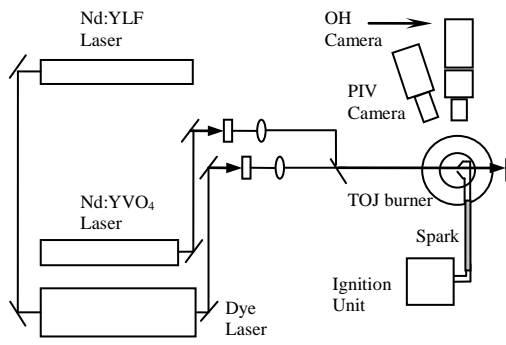 Nd:YLF
Laser
OH
Camera
PIV
Camera
Nd:YVO₄
Laser
TOJ burner
Spark
Ignition
Unit
Dye
Laser